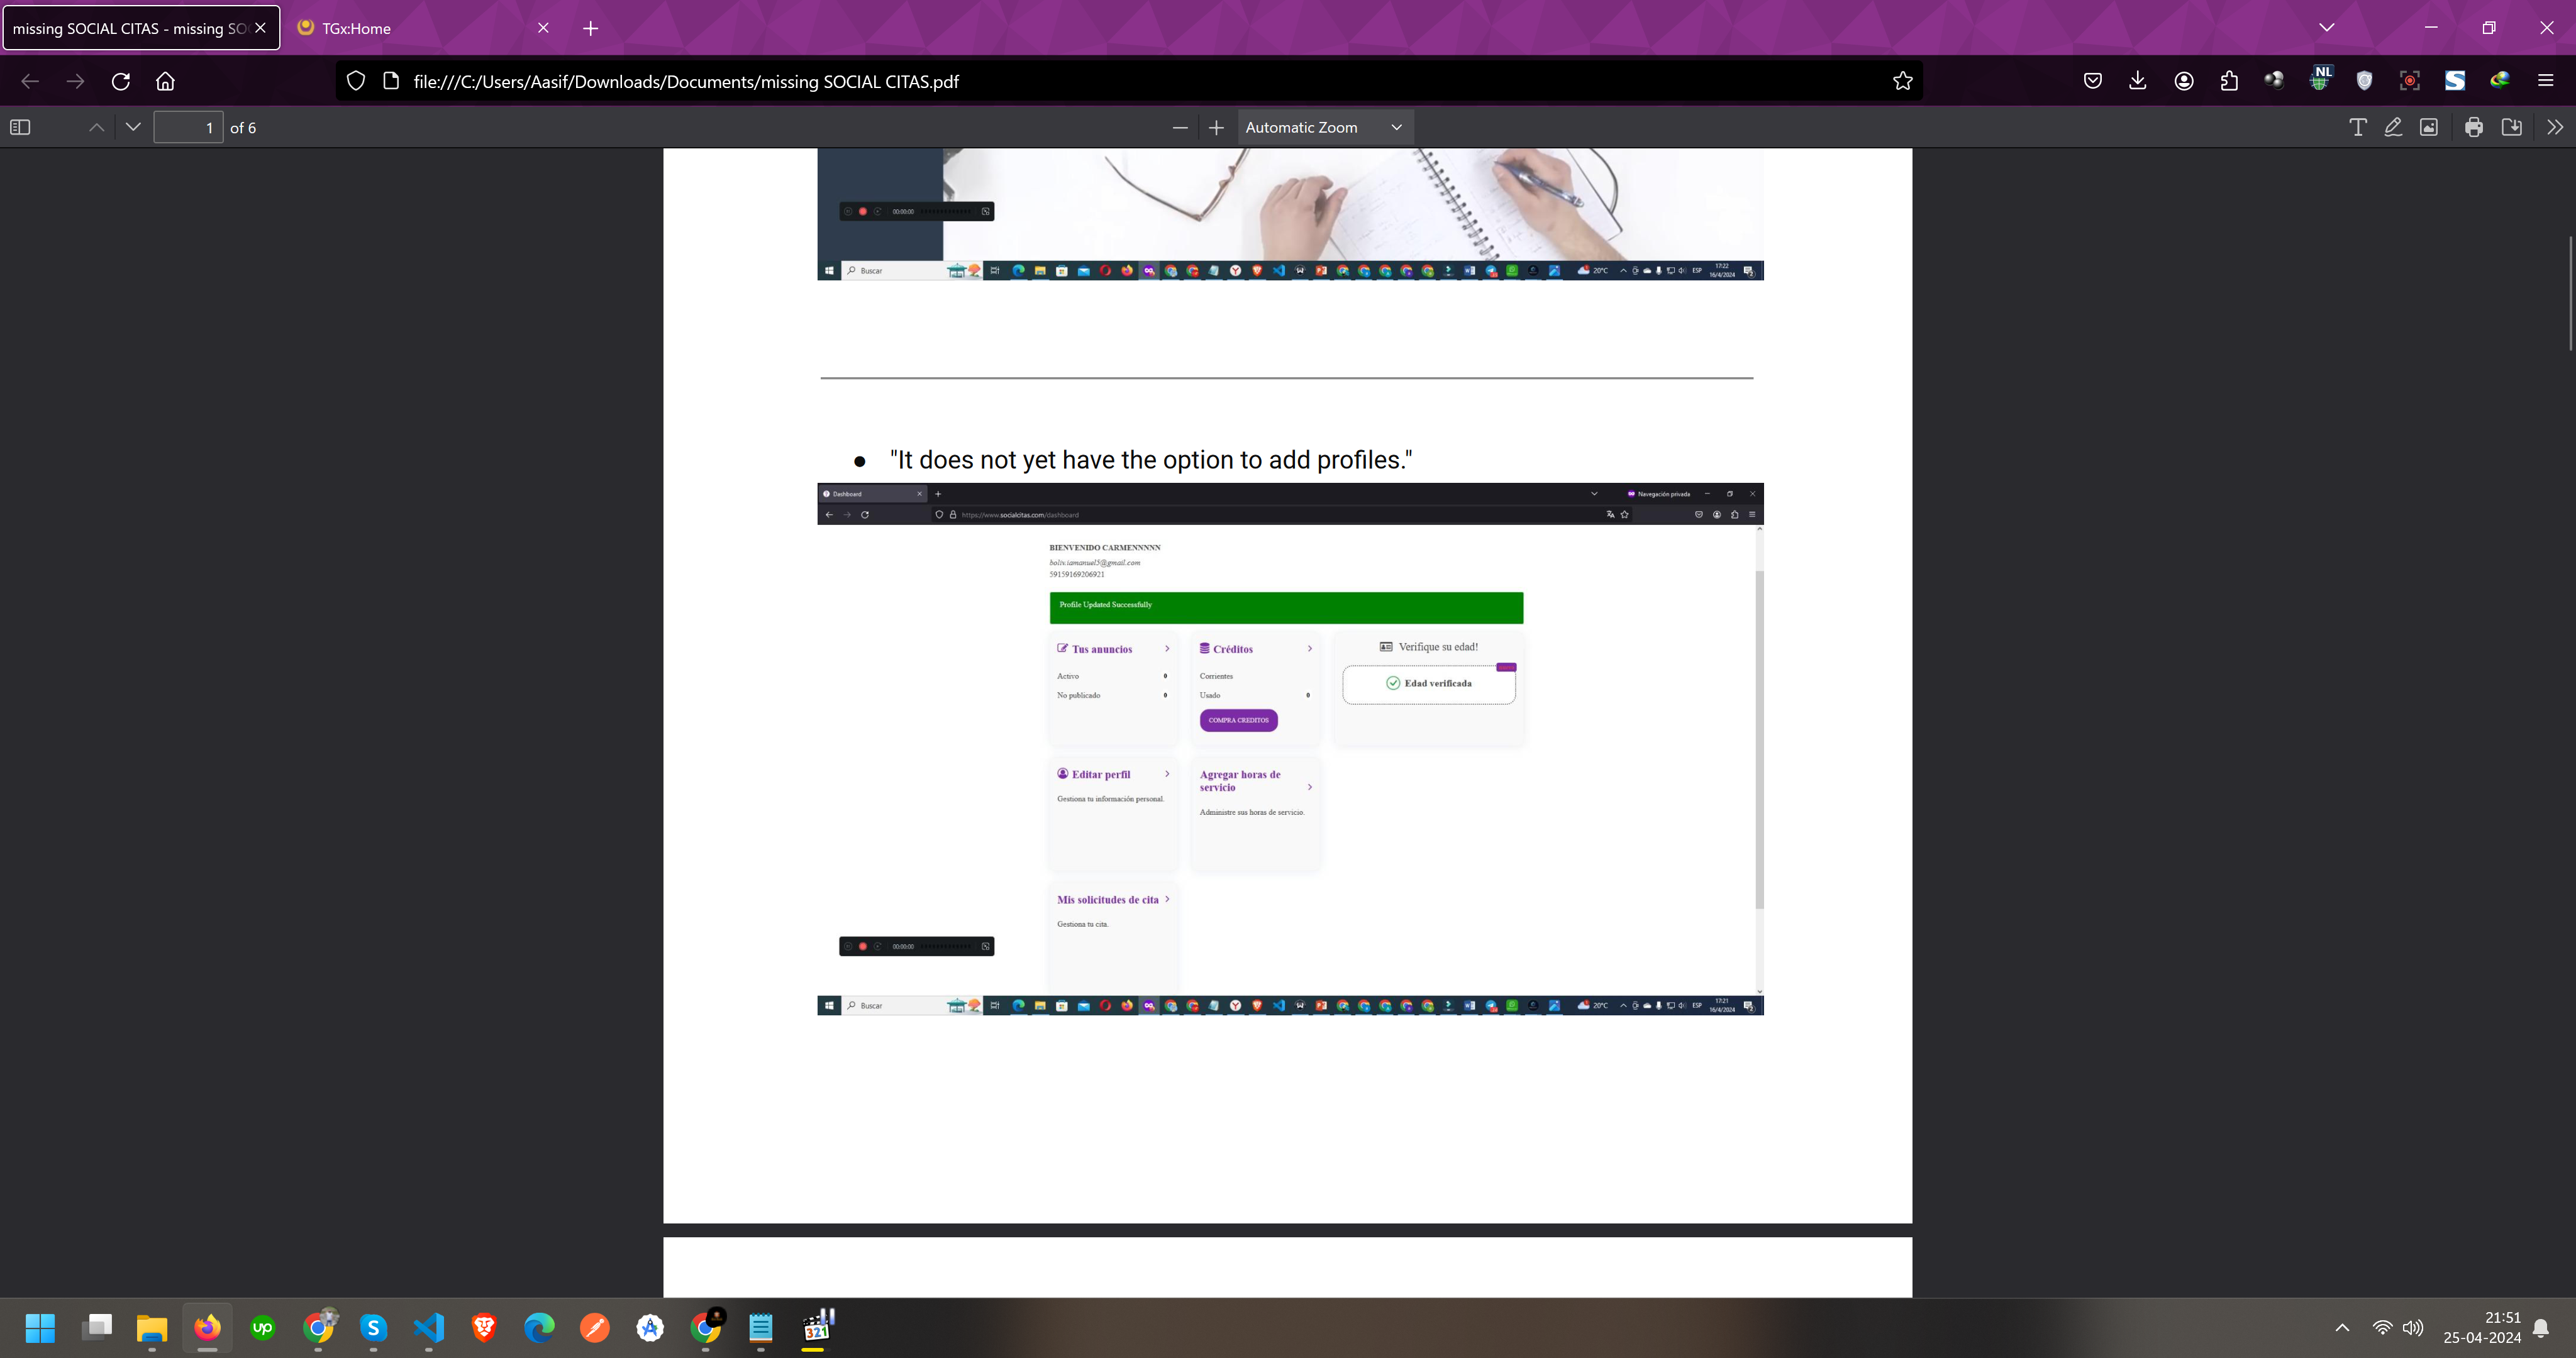 missing SOCIAL CITAS - missing SO
TGx:Home
file:///C:/Users/Aasif/Downloads/Documents/missing SOCIAL CITAS.pdf
NL
1 of 6
Automatic Zoom
00:00:00
Buscar
20°C
ESP
17:22
16/4/2024
● "It does not yet have the option to add profiles."
Dashboard
Navegación privada
https://www.socialcitas.com/dashboard
BIENVENIDO CARMENNNNN
boliv.iamanuel5@gmail.com
59159169206921
Profile Updated Successfully
Tus anuncios
Activo 0
No publicado 0
Créditos
Corrientes
Usado 0
COMPRA CREDITOS
Verifique su edad!
Edad verificada
Editar perfil
Gestiona tu información personal.
Agregar horas de
servicio
Administre sus horas de servicio.
Mis solicitudes de cita
Gestiona tu cita.
00:00:00
Buscar
20°C
ESP
17:21
16/4/2024
up
321
21:51
25-04-2024